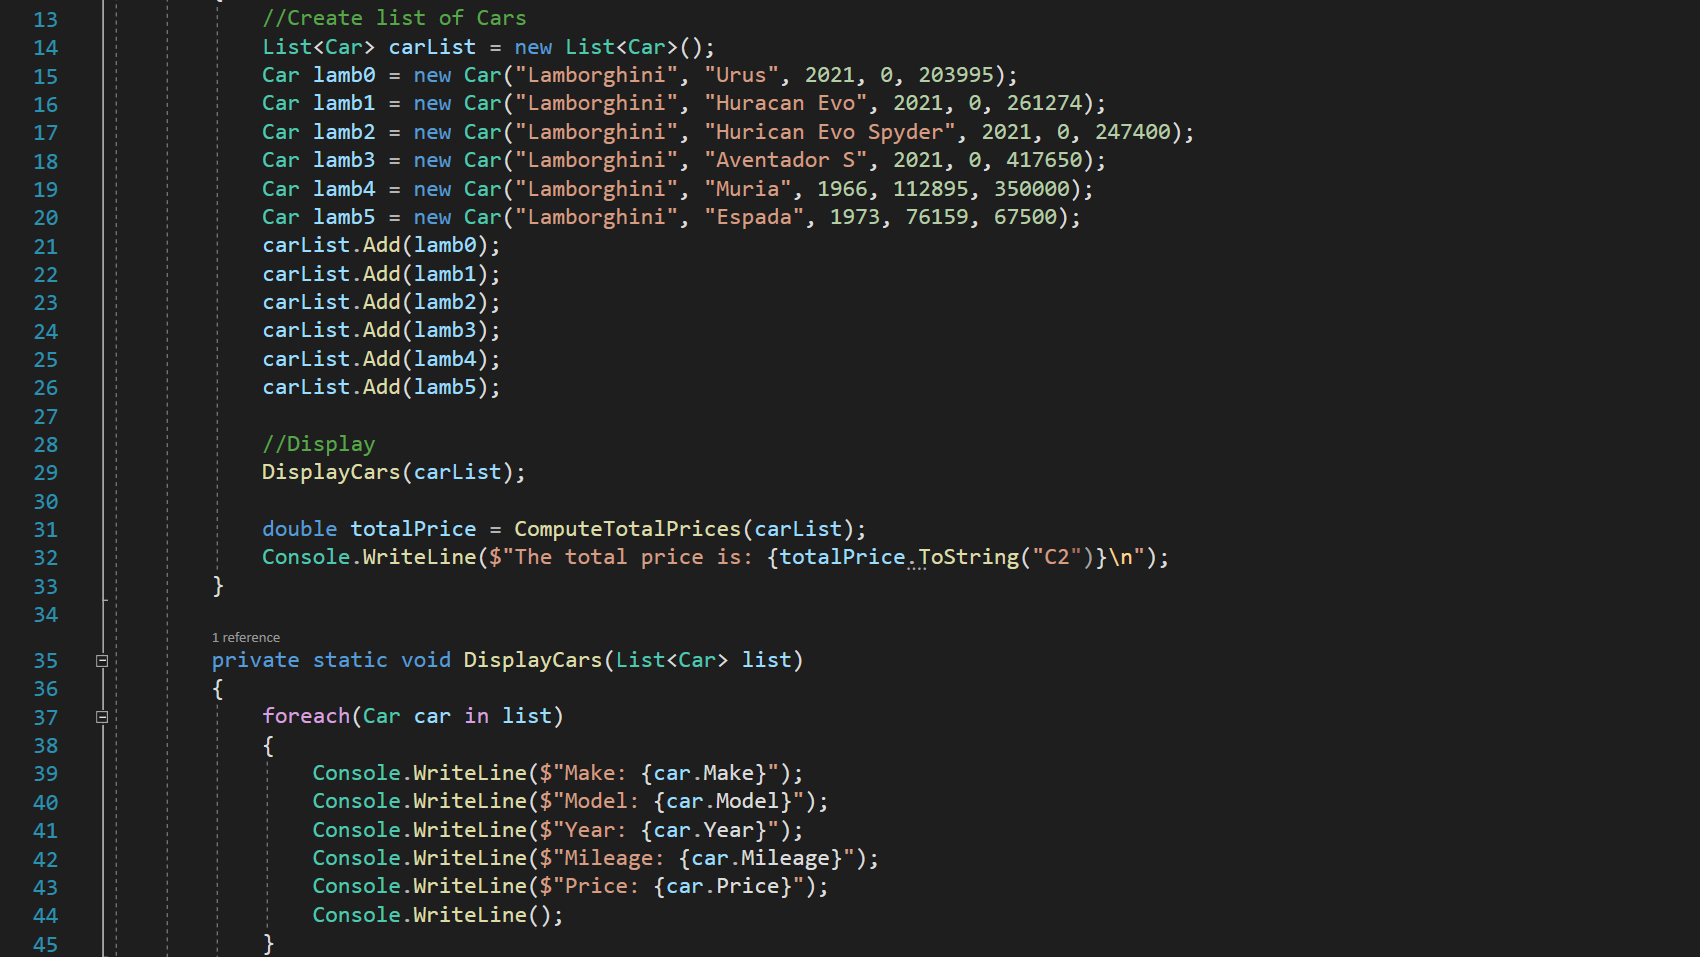 13 //Create list of Cars
14 List<Car> carList = new List<Car>();
15 Car lamb0 = new Car("Lamborghini", "Urus", 2021, 0, 203995);
16 Car lamb1 = new Car("Lamborghini", "Huracan Evo", 2021, 0, 261274);
17 Car lamb2 = new Car("Lamborghini", "Hurican Evo Spyder", 2021, 0, 247400);
18 Car lamb3 = new Car("Lamborghini", "Aventador S", 2021, 0, 417650);
19 Car lamb4 = new Car("Lamborghini", "Muria", 1966, 112895, 350000);
20 Car lamb5 = new Car("Lamborghini", "Espada", 1973, 76159, 67500);
21 carList.Add(lamb0);
22 carList.Add(lamb1);
23 carList.Add(lamb2);
24 carList.Add(lamb3);
25 carList.Add(lamb4);
26 carList.Add(lamb5);
27
28 //Display
29 DisplayCars(carList);
30
31 double totalPrice = ComputeTotalPrices(carList);
32 Console.WriteLine($"The total price is: {totalPrice.ToString("C2")}\n");
33 }
34
1 reference
35 private static void DisplayCars(List<Car> list)
36 {
37 foreach(Car car in list)
38 {
39 Console.WriteLine($"Make: {car.Make}");
40 Console.WriteLine($"Model: {car.Model}");
41 Console.WriteLine($"Year: {car.Year}");
42 Console.WriteLine($"Mileage: {car.Mileage}");
43 Console.WriteLine($"Price: {car.Price}");
44 Console.WriteLine();
45 }